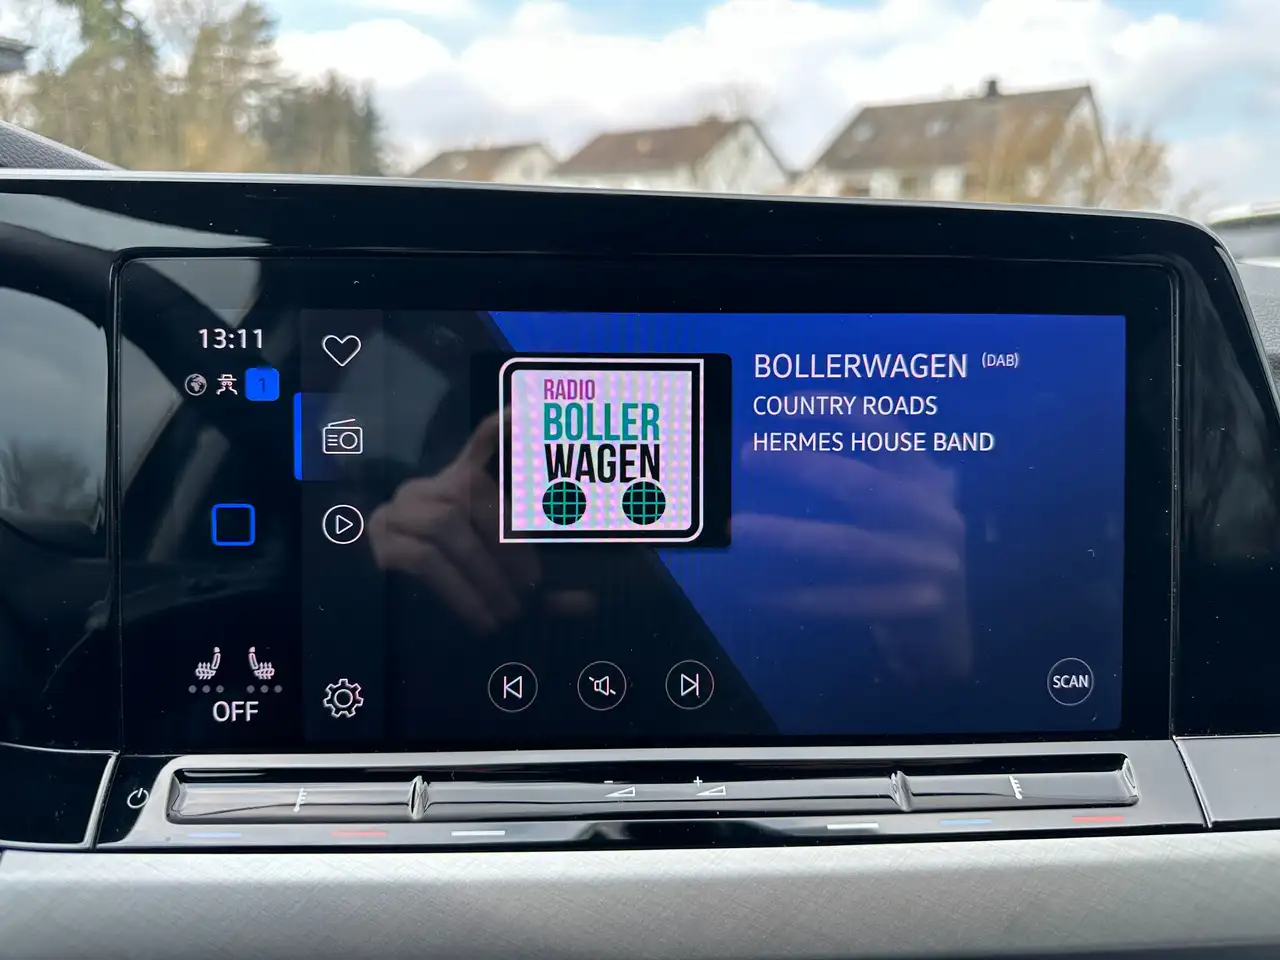 13:11
1
RADIO
BOLLER
WAGEN
BOLLERWAGEN (DAB)
COUNTRY ROADS
HERMES HOUSE BAND
OFF
SCAN